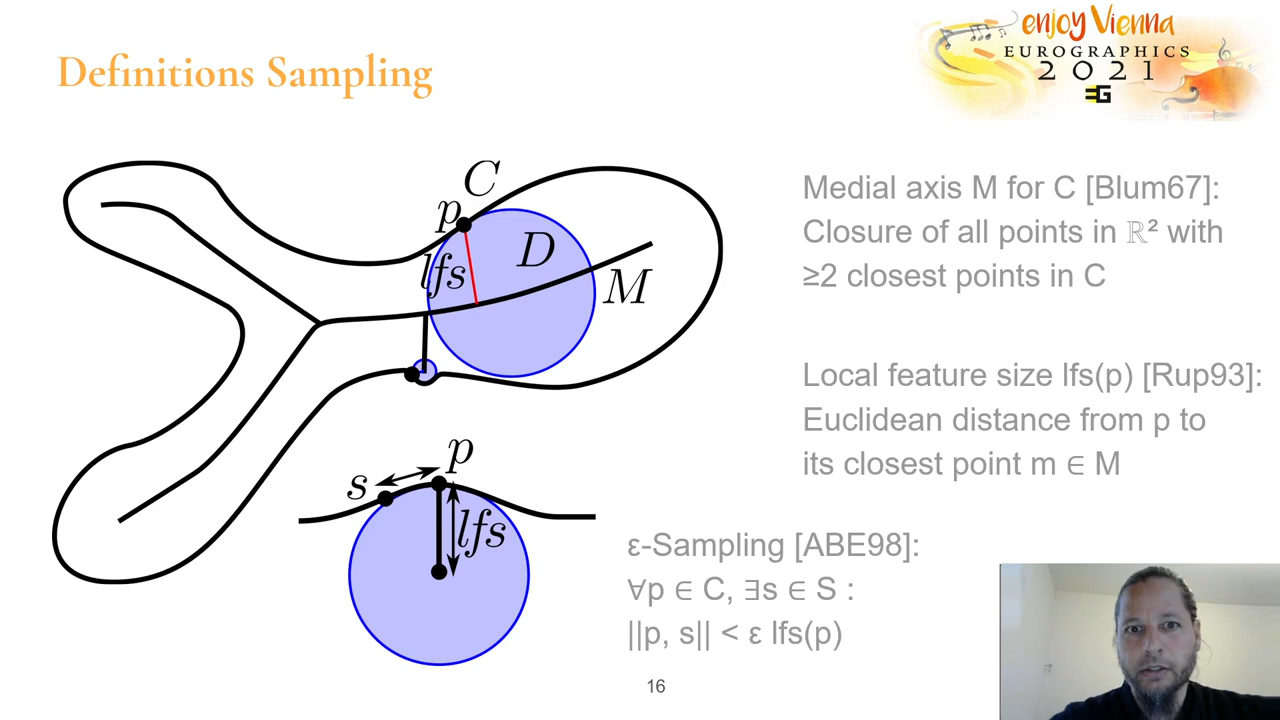 Definitions Sampling
enjoy Vienna
EUROGRAPHICS
2021
EG
C
p
D
lfs
M
Medial axis M for C [Blum67]:
Closure of all points in ℝ² with
≥2 closest points in C
Local feature size lfs(p) [Rup93]:
Euclidean distance from p to
its closest point m ∈ M
p
s
lfs
ε-Sampling [ABE98]:
∀p ∈ C, ∃s ∈ S :
||p, s|| < ε lfs(p)
16